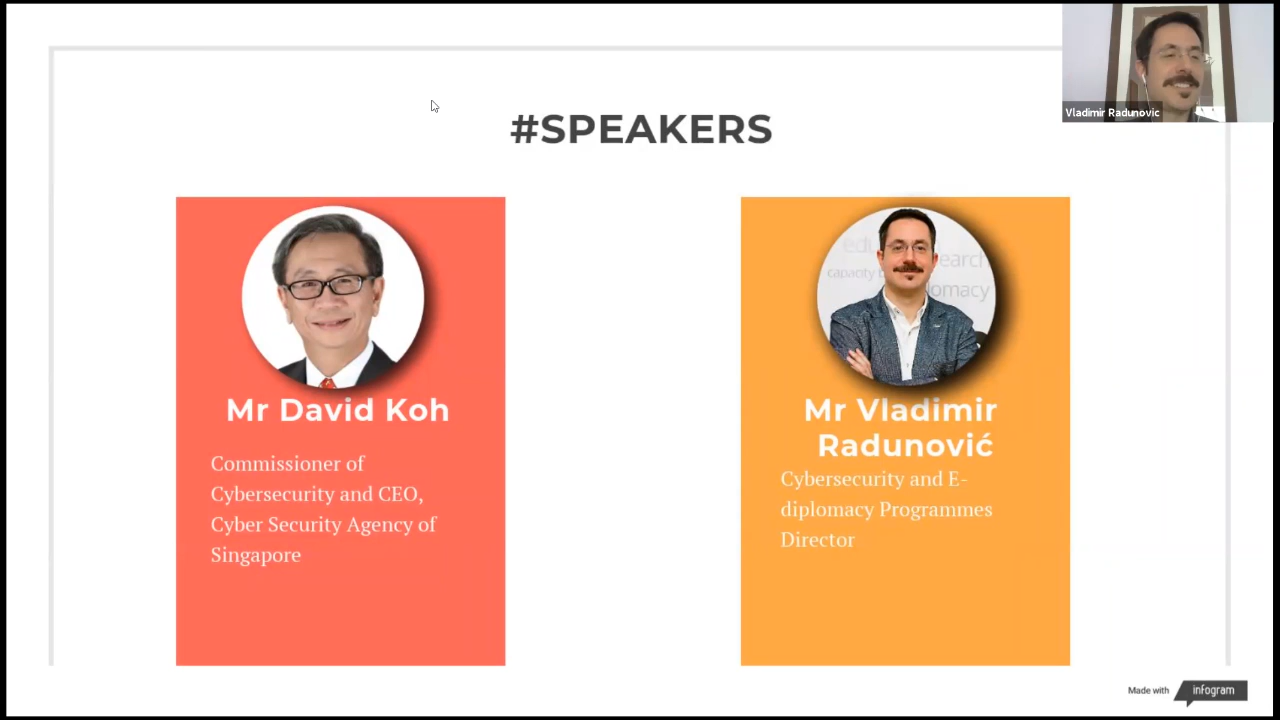 Vladimir Radunovic
#SPEAKERS
Mr David Koh
Commissioner of
Cybersecurity and CEO,
Cyber Security Agency of
Singapore
capacity
Mr Vladimir
Radunović
Cybersecurity and E-
diplomacy Programmes
Director
Made with infogram